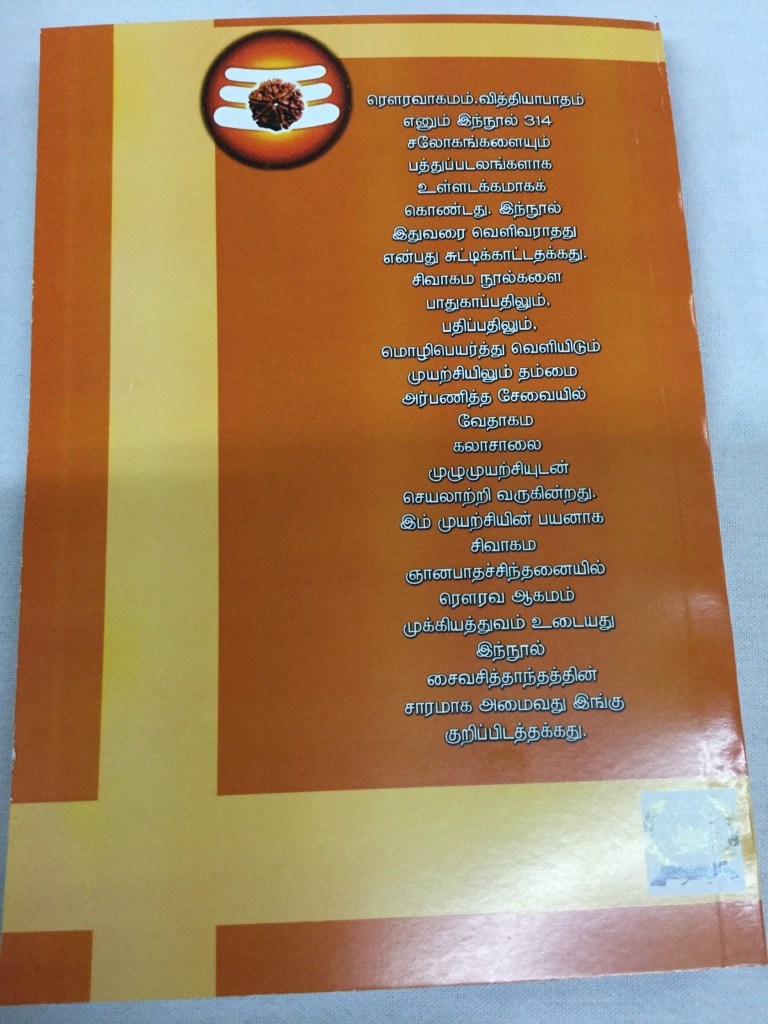 ரௌரவாகமம்.வித்தியாபாதம்
எனும் இந்நூல் 314
சலோகங்களையும்
பத்துப்படலங்களாக
உள்ளடக்கமாகக்
கொண்டது. இந்நூல்
இதுவரை வெளிவராதது
என்பது சுட்டிக்காட்டதக்கது.
சிவாகம நூல்களை
பாதுகாப்பதிலும்,
பதிப்பதிலும்,
மொழிபெயர்த்து வெளியிடும்
முயற்சியிலும் தம்மை
அர்பணித்த சேவையில்
வேதாகம
கலாசாலை
முழுமுயற்சியுடன்
செயலாற்றி வருகின்றது.
இம் முயற்சியின் பயனாக
சிவாகம
ஞானபாதச்சிந்தனையில்
ரௌரவ ஆகமம்
முக்கியத்துவம் உடையது
இந்நூல்
சைவசித்தாந்தத்தின்
சாரமாக அமைவது இங்கு
குறிப்பிடத்தக்கது.